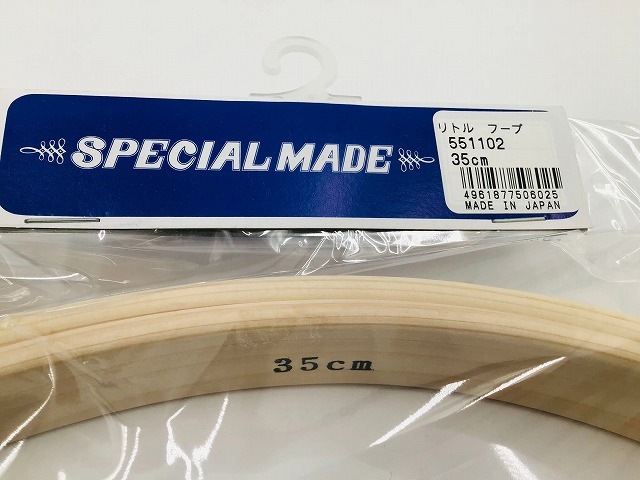 SPECIAL MADE
リトル フープ
551102
35cm
4961877506025
MADE IN JAPAN
35cm